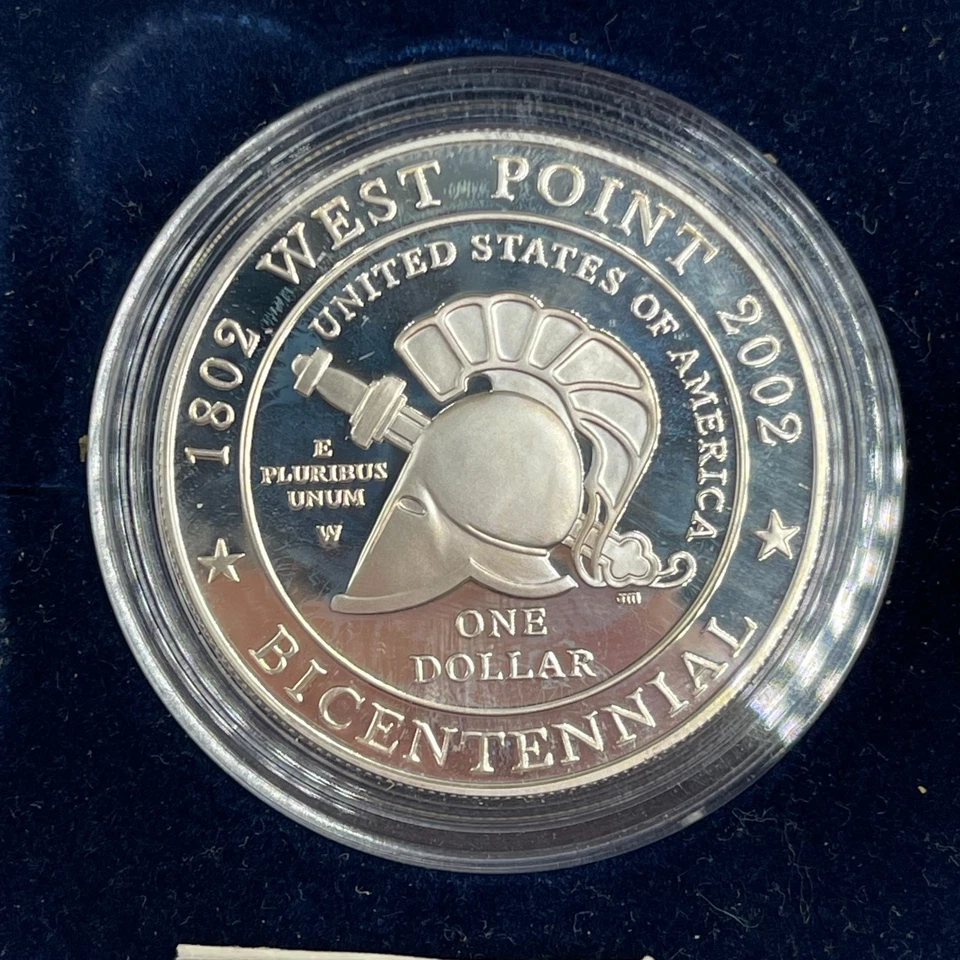 1802 WEST POINT 2002
UNITED STATES OF AMERICA
E
PLURIBUS
UNUM
W
ONE
DOLLAR
BICENTENNIAL